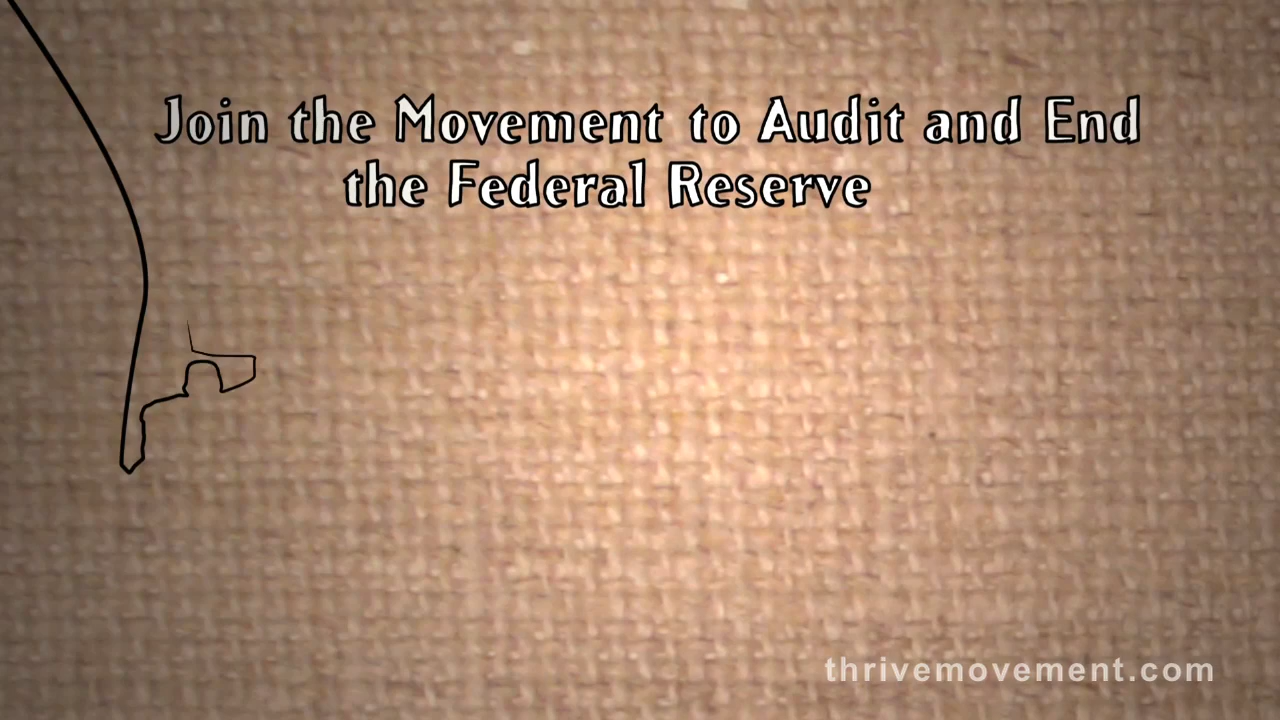 Join the Movement to Audit and End
the Federal Reserve
thrivemovement.com